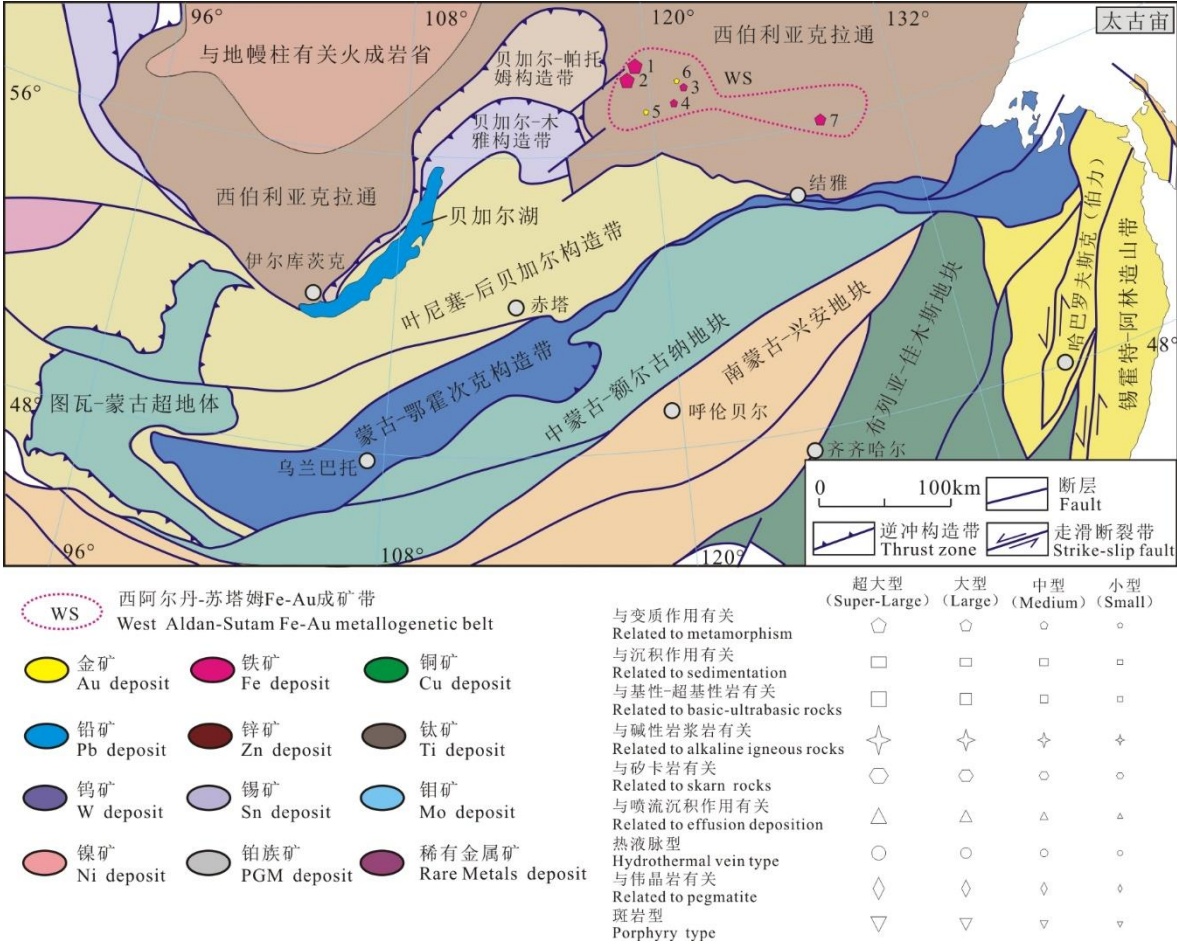 96°
108°
120°
132°
太古宙
与地幔柱有关火成岩省
贝加尔-帕托
姆构造带
西伯利亚克拉通
WS
1
2
6
3
4
5
7
56°
贝加尔-木
雅构造带
西伯利亚克拉通
贝加尔湖
结雅
伊尔库茨克
叶尼塞-后贝加尔构造带
赤塔
哈巴罗夫斯克（伯力）
锡霍特-阿林造山带
48°
48°
图瓦-蒙古超地体
蒙古-鄂霍次克构造带
中蒙古-额尔古纳地块
南蒙古-兴安地块
布列亚-佳木斯地块
呼伦贝尔
乌兰巴托
齐齐哈尔
96°
108°
120°
0 100km
断层
Fault
逆冲构造带
Thrust zone
走滑断裂带
Strike-slip fault
WS
西阿尔丹-苏塔姆Fe-Au成矿带
West Aldan-Sutam Fe-Au metallogenetic belt
金矿
Au deposit
铁矿
Fe deposit
铜矿
Cu deposit
铅矿
Pb deposit
锌矿
Zn deposit
钛矿
Ti deposit
钨矿
W deposit
锡矿
Sn deposit
钼矿
Mo deposit
镍矿
Ni deposit
铂族矿
PGM deposit
稀有金属矿
Rare Metals deposit
超大型
(Super-Large)
大型
(Large)
中型
(Medium)
小型
(Small)
与变质作用有关
Related to metamorphism
与沉积作用有关
Related to sedimentation
与基性-超基性岩有关
Related to basic-ultrabasic rocks
与碱性岩浆岩有关
Related to alkaline igneous rocks
与矽卡岩有关
Related to skarn rocks
与喷流沉积作用有关
Related to effusion deposition
热液脉型
Hydrothermal vein type
与伟晶岩有关
Related to pegmatite
斑岩型
Porphyry type